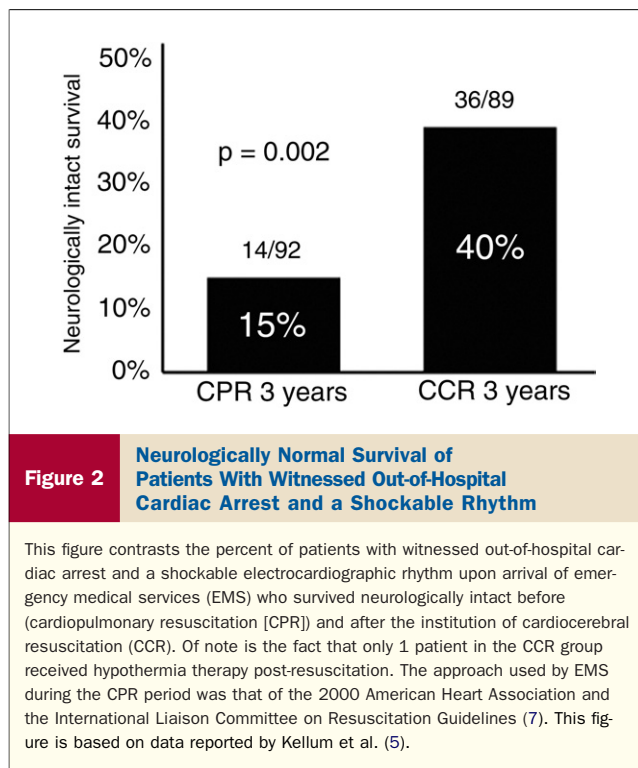 50%
40%
30%
20%
10%
0%
Neurologically intact survival
p = 0.002
14/92
15%
36/89
40%
CPR 3 years
CCR 3 years
Figure 2
Neurologically Normal Survival of
Patients With Witnessed Out-of-Hospital
Cardiac Arrest and a Shockable Rhythm
This figure contrasts the percent of patients with witnessed out-of-hospital car-
diac arrest and a shockable electrocardiographic rhythm upon arrival of emer-
gency medical services (EMS) who survived neurologically intact before
(cardiopulmonary resuscitation [CPR]) and after the institution of cardiocerebral
resuscitation (CCR). Of note is the fact that only 1 patient in the CCR group
received hypothermia therapy post-resuscitation. The approach used by EMS
during the CPR period was that of the 2000 American Heart Association and
the International Liaison Committee on Resuscitation Guidelines (7). This fig-
ure is based on data reported by Kellum et al. (5).